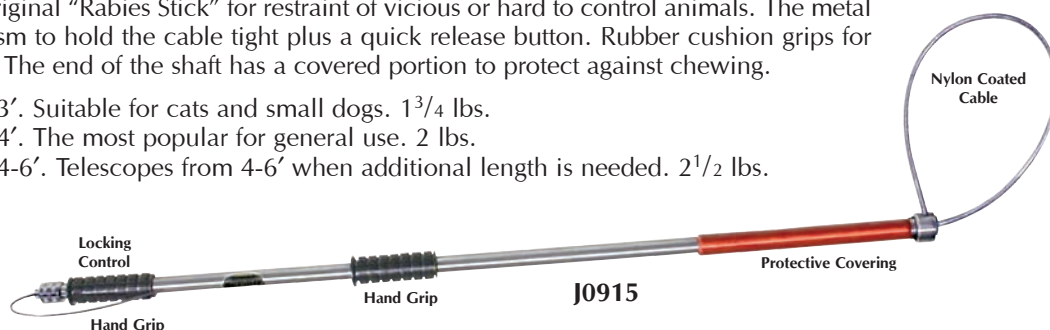 riginal “Rabies Stick” for restraint of vicious or hard to control animals. The metal
sm to hold the cable tight plus a quick release button. Rubber cushion grips for
The end of the shaft has a covered portion to protect against chewing.
3′. Suitable for cats and small dogs. 1 3/4 lbs.
4′. The most popular for general use. 2 lbs.
4-6′. Telescopes from 4-6′ when additional length is needed. 2 1/2 lbs.
Nylon Coated
Cable
Locking
Control
Protective Covering
Hand Grip
J0915
Hand Grip